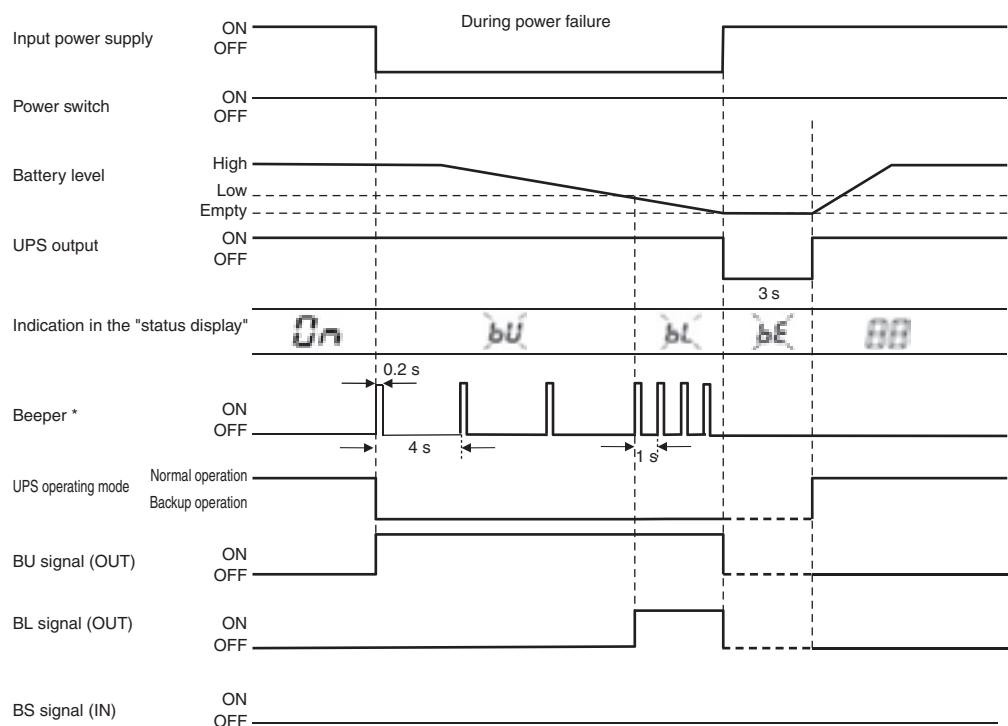 During power failure
Input power supply ON
OFF
Power switch ON
OFF
Battery level High
Low
Empty
UPS output ON
OFF
3 s
Indication in the "status display" On bU bL bE 00
0.2 s
Beeper * ON
OFF
4 s 1 s
UPS operating mode Normal operation
Backup operation
BU signal (OUT) ON
OFF
BL signal (OUT) ON
OFF
BS signal (IN) ON
OFF